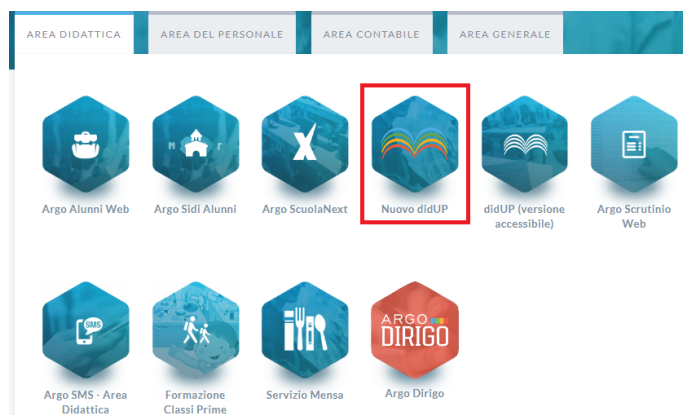 AREA DIDATTICA
AREA DEL PERSONALE
AREA CONTABILE
AREA GENERALE
Argo Alunni Web
Argo Sidi Alunni
Argo ScuolaNext
Nuovo didUP
didUP (versione
accessibile)
Argo Scrutinio
Web
SMS
ARGO
DIRIGO
Argo SMS - Area
Didattica
Formazione
Classi Prime
Servizio Mensa
Argo Dirigo